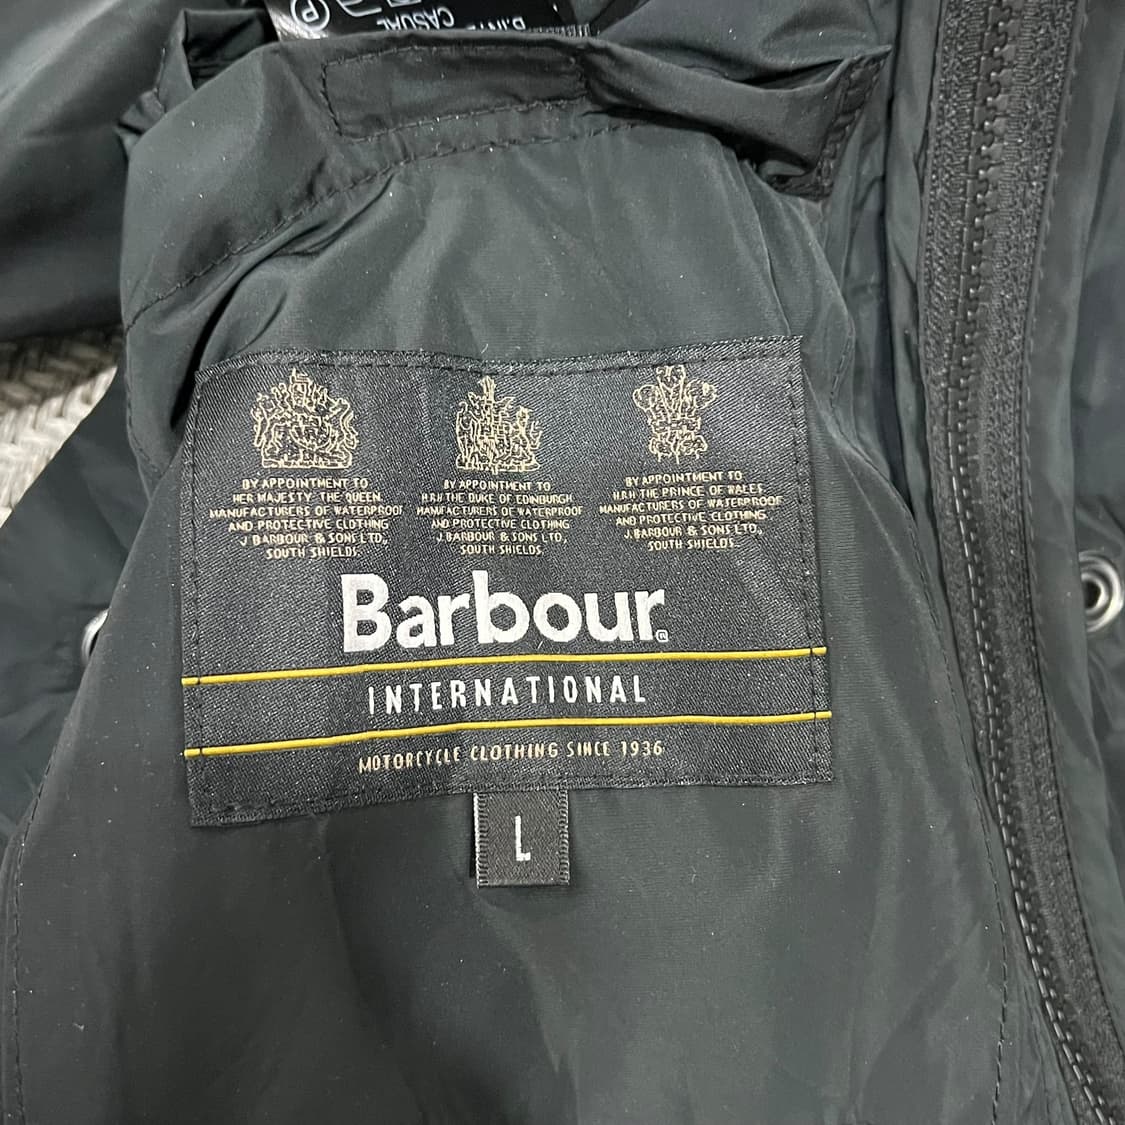 CASUAL
P
BY APPOINTMENT TO
HER MAJESTY THE QUEEN
MANUFACTURERS OF WATERPROOF
AND PROTECTIVE CLOTHING
J. BARBOUR & SONS LTD.,
SOUTH SHIELDS.
BY APPOINTMENT TO
H.R.H THE DUKE OF EDINBURGH
MANUFACTURERS OF WATERPROOF
AND PROTECTIVE CLOTHING
J. BARBOUR & SONS LTD.,
SOUTH SHIELDS.
BY APPOINTMENT TO
H.R.H THE PRINCE OF WALES
MANUFACTURERS OF WATERPROOF
AND PROTECTIVE CLOTHING.
J. BARBOUR & SONS LTD.
SOUTH SHIELDS.
Barbour®
INTERNATIONAL
MOTORCYCLE CLOTHING SINCE 1936
L